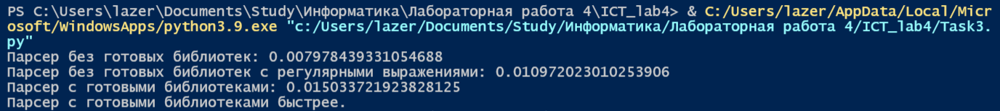 PS C:\Users\lazer\Documents\Study\Информатика\Лабораторная работа 4\ICT_lab4> & C:/Users/lazer/AppData/Local/Micr
osoft/WindowsApps/python3.9.exe "c:/Users/lazer/Documents/Study/Информатика/Лабораторная работа 4/ICT_lab4/Task3.
py"
Парсер без готовых библиотек: 0.007978439331054688
Парсер без готовых библиотек с регулярными выражениями: 0.010972023010253906
Парсер с готовыми библиотеками: 0.015033721923828125
Парсер с готовыми библиотеками быстрее.